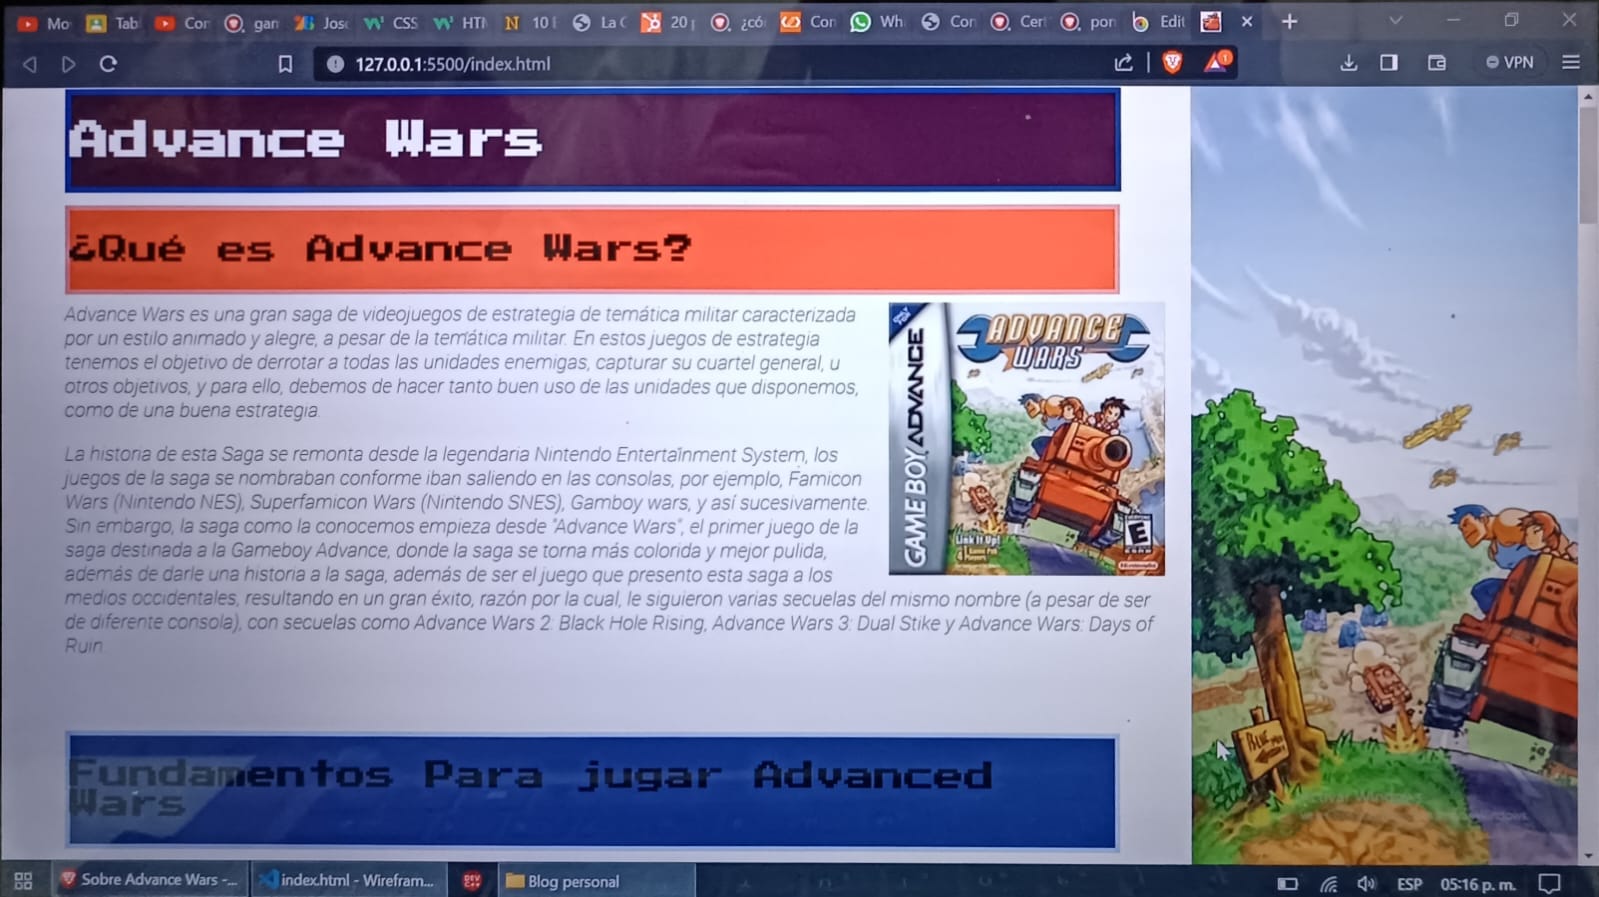 Mo
Tab
Cor
gan
Jos
CSS
HTI
10 E
La C
20 p
¿có
Con
Wh
Con
Cert
pon
Edit
127.0.0.1:5500/index.html
VPN
Advance Wars
¿Qué es Advance Wars?
Advance Wars es una gran saga de videojuegos de estrategia de temática militar caracterizada
por un estilo animado y alegre, a pesar de la temática militar. En estos juegos de estrategia
tenemos el objetivo de derrotar a todas las unidades enemigas, capturar su cuartel general, u
otros objetivos, y para ello, debemos de hacer tanto buen uso de las unidades que disponemos,
como de una buena estrategia.
La historia de esta Saga se remonta desde la legendaria Nintendo Entertainment System, los
juegos de la saga se nombraban conforme iban saliendo en las consolas, por ejemplo, Famicon
Wars (Nintendo NES), Superfamicon Wars (Nintendo SNES), Gamboy wars, y así sucesivamente.
Sin embargo, la saga como la conocemos empieza desde "Advance Wars", el primer juego de la
saga destinada a la Gameboy Advance, donde la saga se torna más colorida y mejor pulida,
además de darle una historia a la saga, además de ser el juego que presento esta saga a los
medios occidentales, resultando en un gran éxito, razón por la cual, le siguieron varias secuelas del mismo nombre (a pesar de ser
de diferente consola), con secuelas como Advance Wars 2: Black Hole Rising, Advance Wars 3: Dual Stike y Advance Wars: Days of
Ruin.
GAME BOY ADVANCE
ADVANCE
WARS
Link It Up!
EVERYONE
E
Nintendo
BLUE
Fundamentos Para jugar Advanced
Wars
Sobre Advance Wars -...
index.html - Wirefram...
DEV
C++
Blog personal
ESP
05:16 p. m.